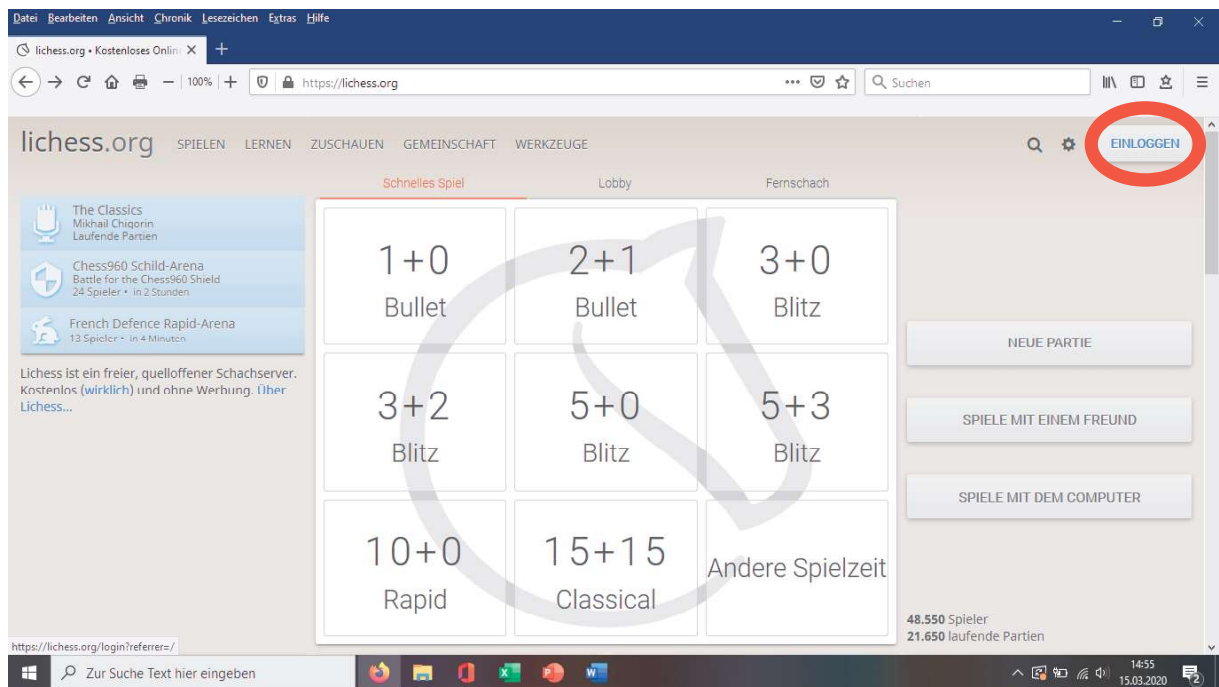 Datei Bearbeiten Ansicht Chronik Lesezeichen Extras Hilfe
lichess.org • Kostenloses Onlin
100%
https://lichess.org
Suchen
lichess.org SPIELEN LERNEN ZUSCHAUEN GEMEINSCHAFT WERKZEUGE EINLOGGEN
Schnelles Spiel Lobby Fernschach
The Classics
Mikhail Chigorin
Laufende Partien
Chess960 Schild-Arena
Battle for the Chess960 Shield
24 Spieler • in 2 Stunden
French Defence Rapid-Arena
13 Spieler • in 4 Minuten
Lichess ist ein freier, quelloffener Schachserver.
Kostenlos (wirklich) und ohne Werbung. Über
Lichess...
1+0
Bullet
2+1
Bullet
3+0
Blitz
3+2
Blitz
5+0
Blitz
5+3
Blitz
10+0
Rapid
15+15
Classical
Andere Spielzeit
NEUE PARTIE
SPIELE MIT EINEM FREUND
SPIELE MIT DEM COMPUTER
48.550 Spieler
21.650 laufende Partien
https://lichess.org/login?referrer=/
Zur Suche Text hier eingeben
14:55
15.03.2020
2